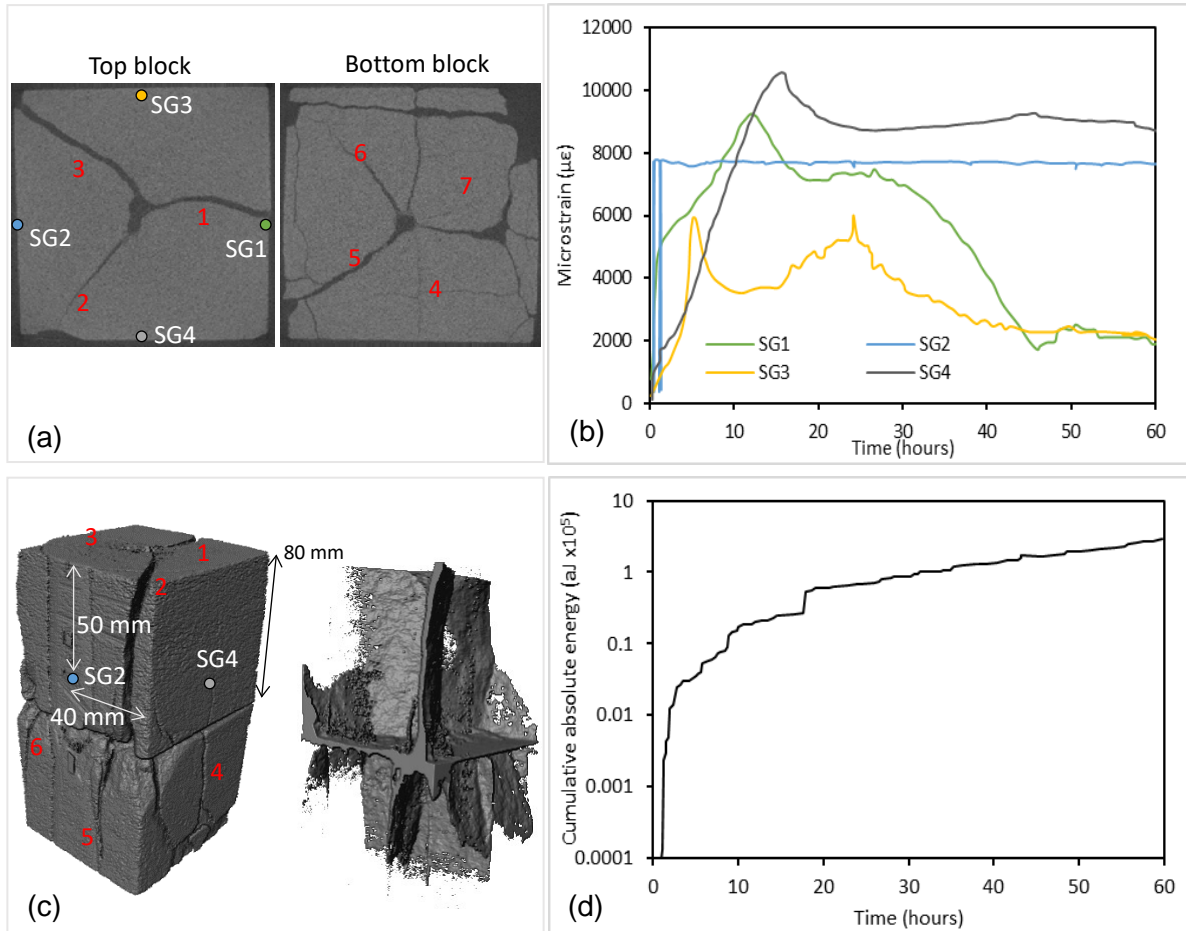 Top block
Bottom block
SG3
3
1
SG2
SG1
2
SG4
6
7
5
4
(a)
12000
10000
8000
6000
4000
2000
0
Microstrain (με)
SG1
SG2
SG3
SG4
0 10 20 30 40 50 60
Time (hours)
(b)
3
1
2
80 mm
50 mm
SG2
SG4
40 mm
6
4
5
(c)
10
1
0.1
0.01
0.001
0.0001
Cumulative absolute energy (aJ x10⁵)
0 10 20 30 40 50 60
Time (hours)
(d)